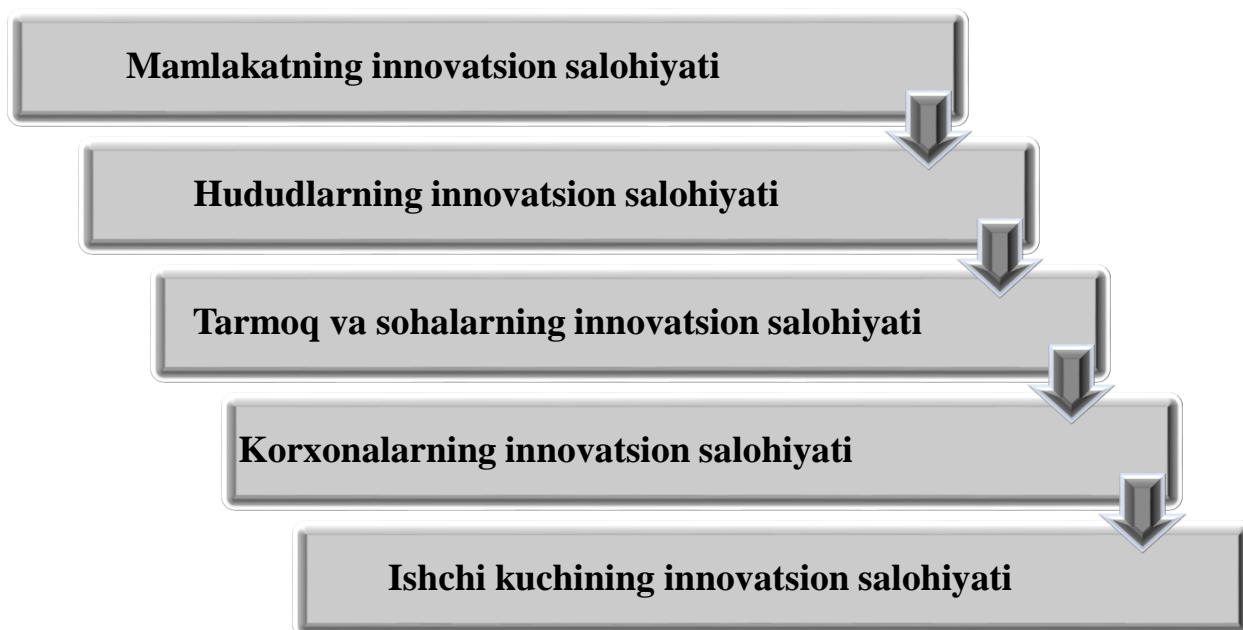 Mamlakatning innovatsion salohiyati
Hududlarning innovatsion salohiyati
Tarmoq va sohalarning innovatsion salohiyati
Korxonalarning innovatsion salohiyati
Ishchi kuchining innovatsion salohiyati